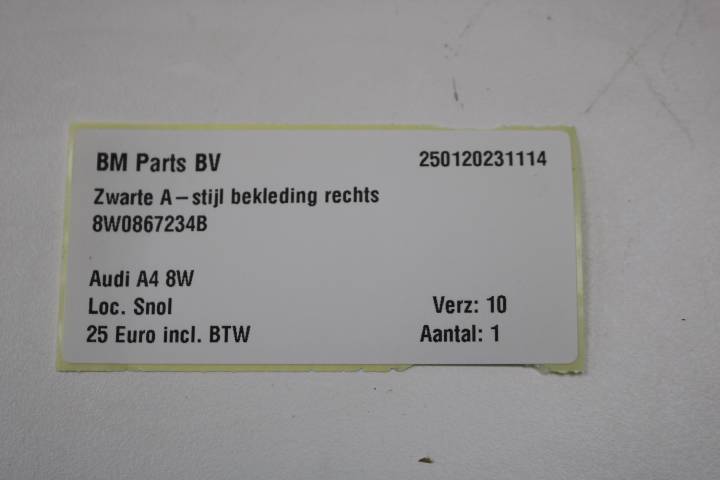 BM Parts BV 250120231114
Zwarte A-stijl bekleding rechts
8W0867234B
Audi A4 8W
Loc. Snol Verz: 10
25 Euro incl. BTW Aantal: 1